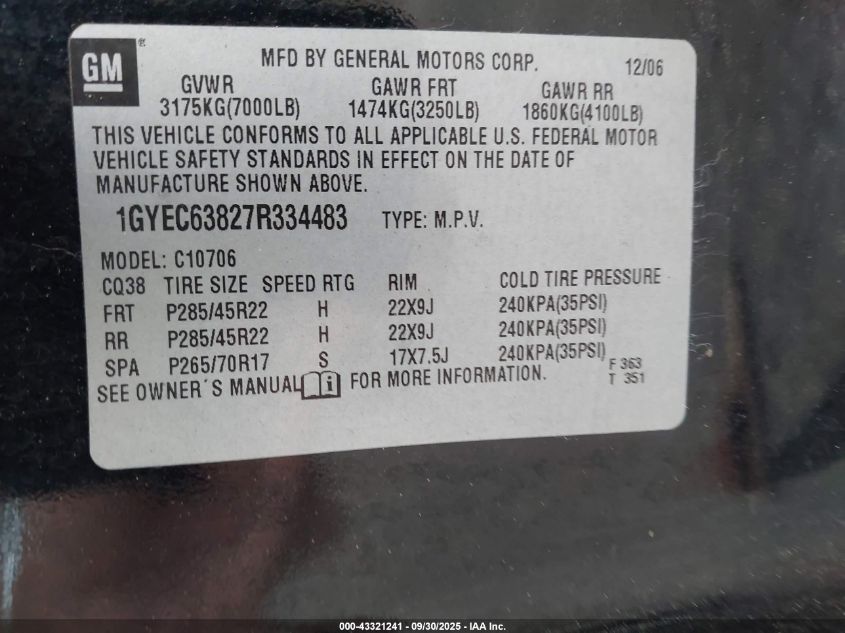 GM ®
MFD BY GENERAL MOTORS CORP. 12/06
GVWR GAWR FRT GAWR RR
3175KG(7000LB) 1474KG(3250LB) 1860KG(4100LB)
THIS VEHICLE CONFORMS TO ALL APPLICABLE U.S. FEDERAL MOTOR
VEHICLE SAFETY STANDARDS IN EFFECT ON THE DATE OF
MANUFACTURE SHOWN ABOVE.
1GYEC63827R334483 TYPE: M.P.V.
MODEL: C10706
CQ38 TIRE SIZE SPEED RTG RIM COLD TIRE PRESSURE
FRT P285/45R22 H 22X9J 240KPA(35PSI)
RR P285/45R22 H 22X9J 240KPA(35PSI)
SPA P265/70R17 S 17X7.5J 240KPA(35PSI)
F 363
SEE OWNER´S MANUAL FOR MORE INFORMATION. T 351
000-43321241 - 09/30/2025 - IAA Inc.